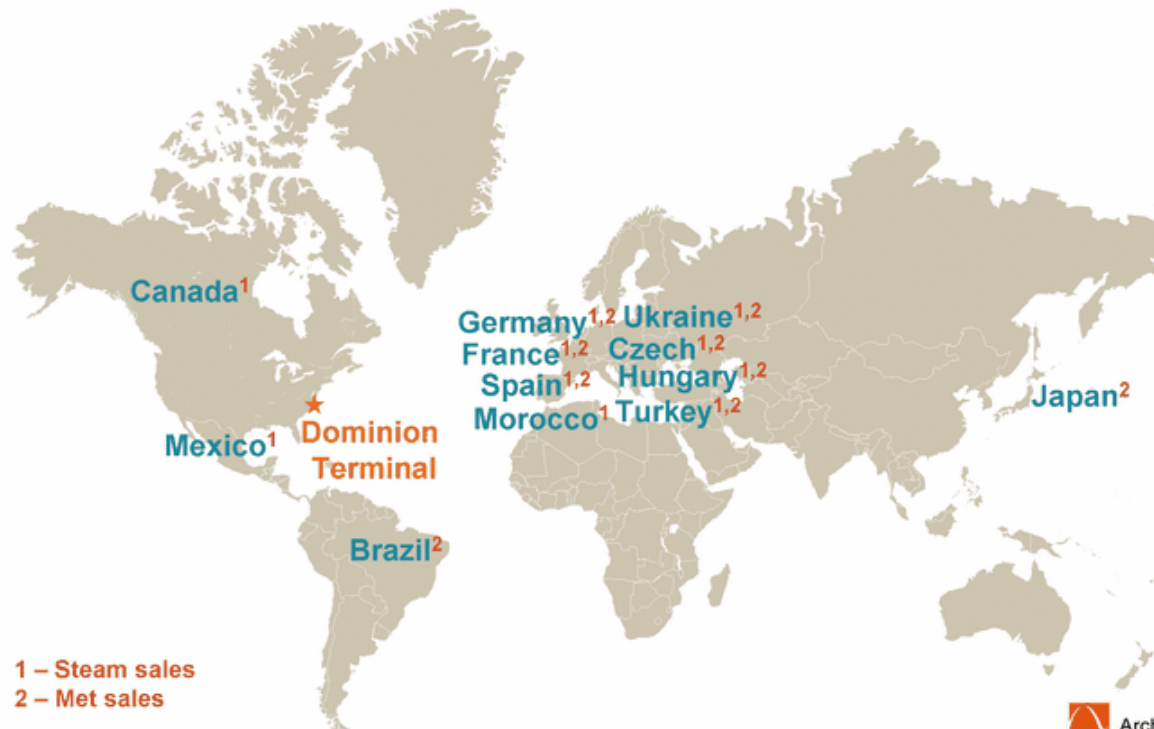 Canada1
Germany1,2 Ukraine1,2
France1,2 Czech1,2
Spain1,2 Hungary1,2
Morocco1 Turkey1,2
Japan2
Mexico1
Dominion
Terminal
Brazil2
1 – Steam sales
2 – Met sales
Arch